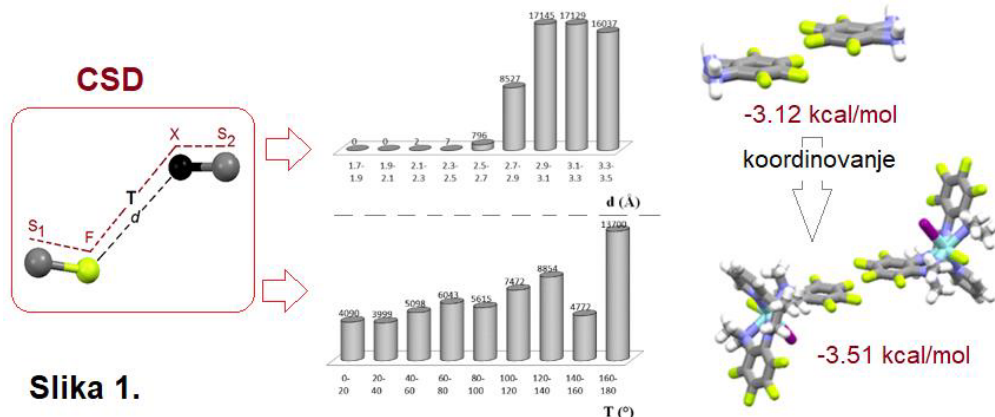 CSD
S1
F
T
d
X
S2
0 0 2 7 796 8527 17145 17129 16037
1.7- 1.9- 2.1- 2.3- 2.5- 2.7- 2.9- 3.1- 3.3-
1.9 2.1 2.3 2.5 2.7 2.9 3.1 3.3 3.5
d (Å)
4090 3999 5098 6043 5615 7472 8854 4772 13700
0- 20- 40- 60- 80- 100- 120- 140- 160-
20 40 60 80 100 120 140 160 180
T (°)
-3.12 kcal/mol
koordinovanje
-3.51 kcal/mol
Slika 1.